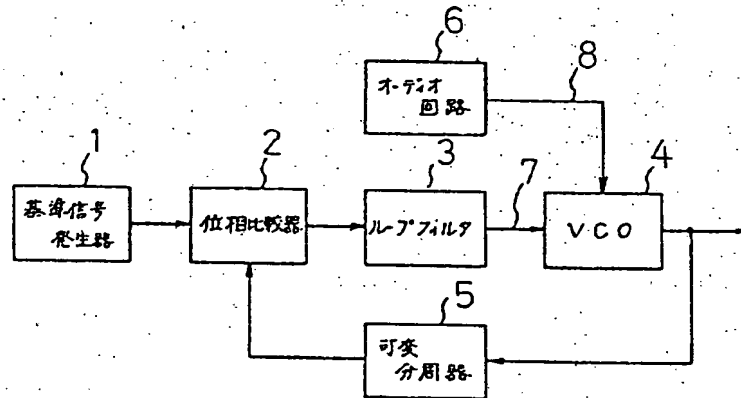 6
オーディオ
回路
8
1
基準信号
発生器
2
位相比較器
3
ループフィルタ
7
4
VCO
5
可変
分周器